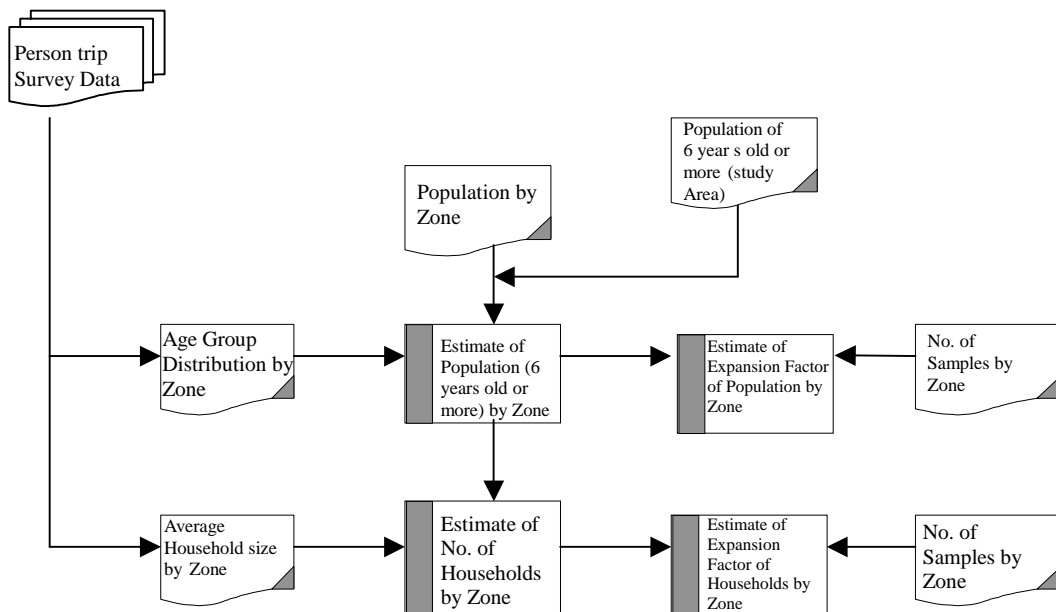 Person trip
Survey Data
Population of
6 year s old or
more (study
Area)
Population by
Zone
Age Group
Distribution by
Zone
Estimate of
Population (6
years old or
more) by Zone
Estimate of
Expansion Factor
of Population by
Zone
No. of
Samples by
Zone
Average
Household size
by Zone
Estimate of
No. of
Households
by Zone
Estimate of
Expansion
Factor of
Households by
Zone
No. of
Samples by
Zone